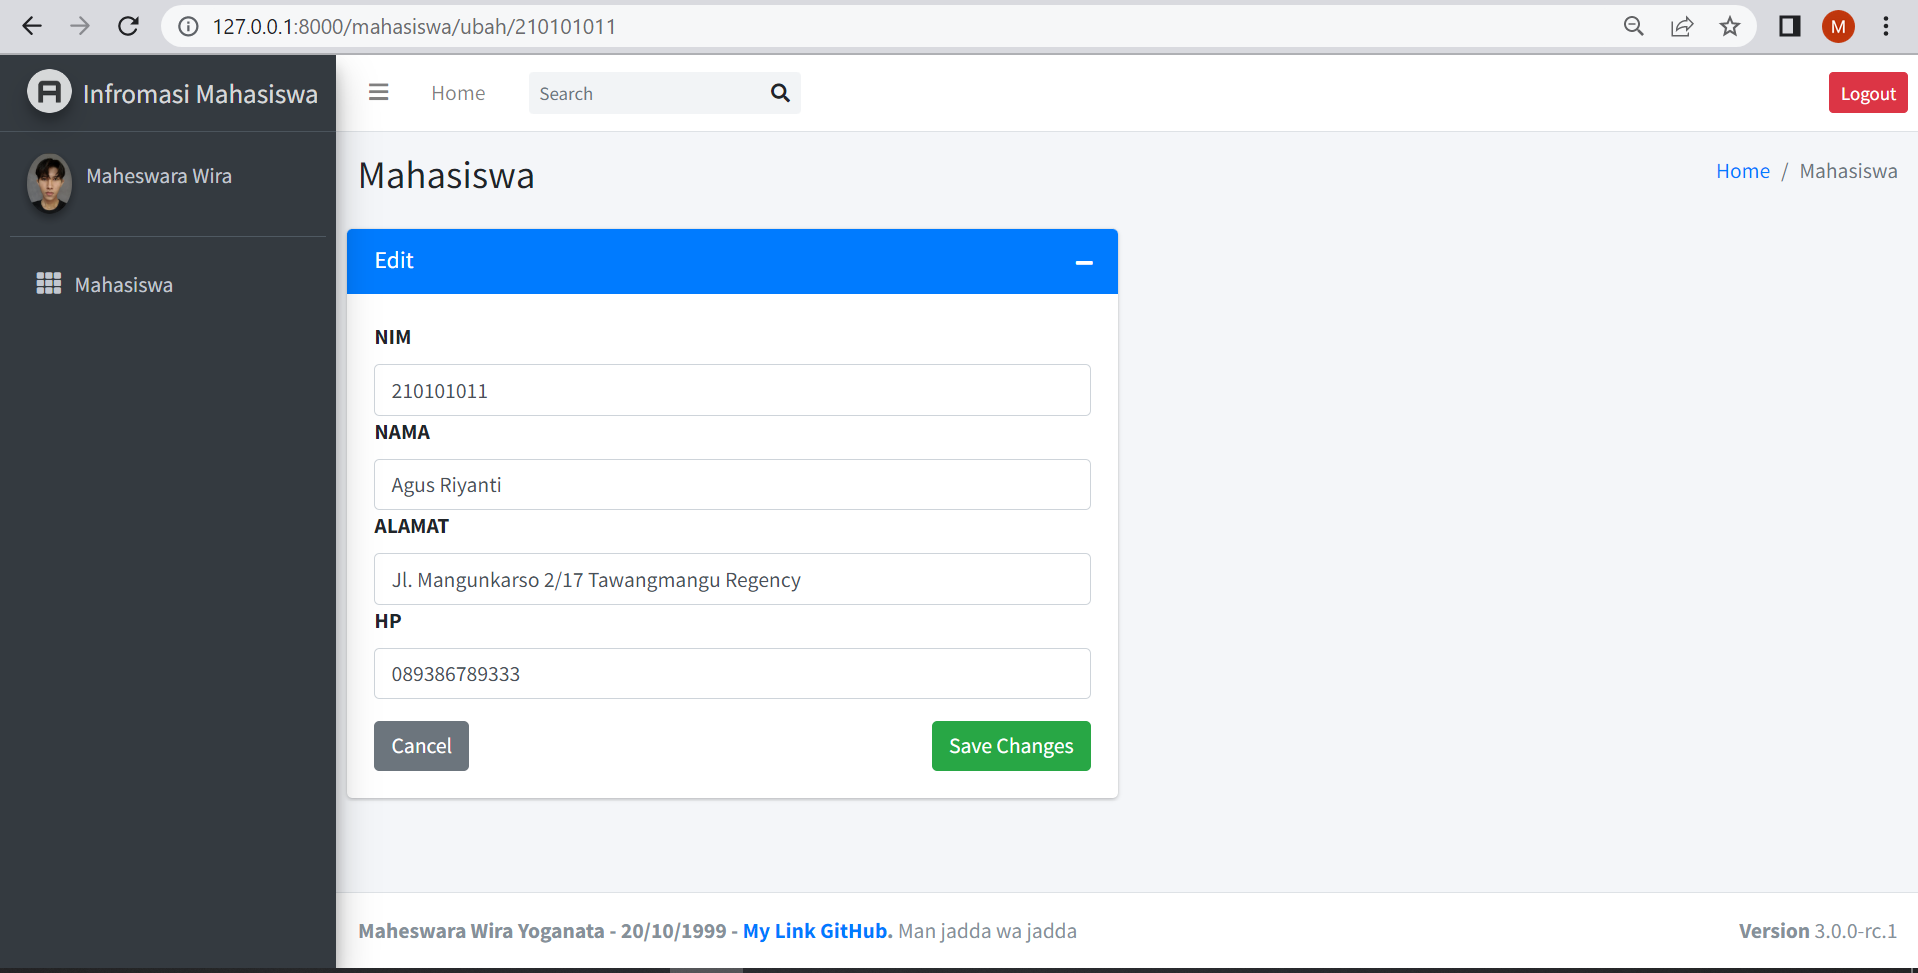 127.0.0.1:8000/mahasiswa/ubah/210101011
M
Infromasi Mahasiswa
Home
Search
Logout
Maheswara Wira
Mahasiswa
Mahasiswa
Home / Mahasiswa
Edit
NIM
210101011
NAMA
Agus Riyanti
ALAMAT
Jl. Mangunkarso 2/17 Tawangmangu Regency
HP
089386789333
Cancel
Save Changes
Maheswara Wira Yoganata - 20/10/1999 - My Link GitHub. Man jadda wa jadda
Version 3.0.0-rc.1